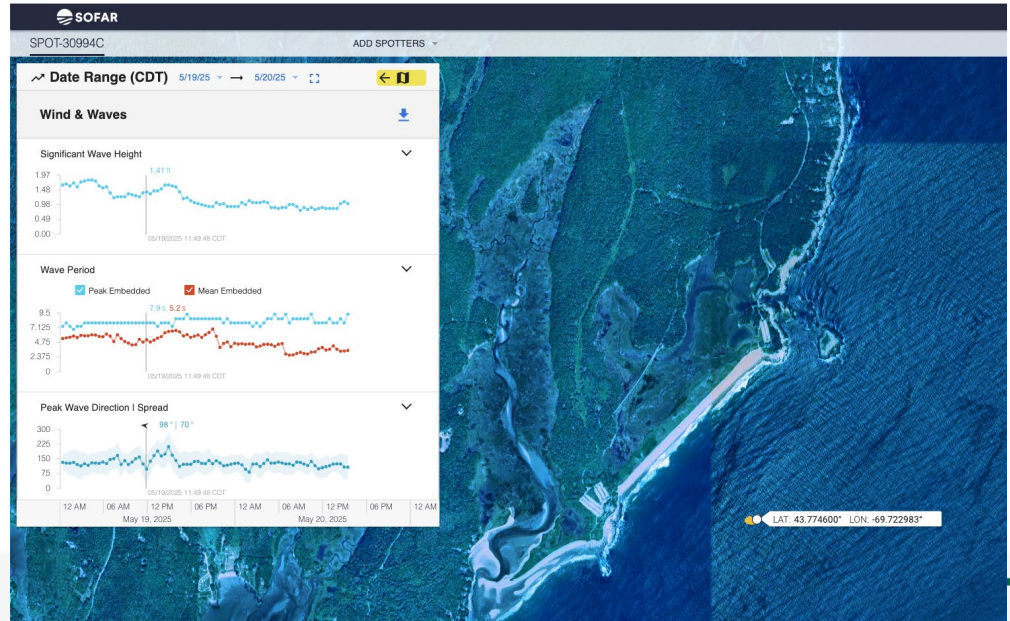 SOFAR
SPOT-30994C ADD SPOTTERS
Date Range (CDT) 5/19/25 → 5/20/25
Wind & Waves
Significant Wave Height
1.41 ft
1.97
1.48
0.98
0.49
0.00
05/19/2025 11:49:48 CDT
Wave Period
Peak Embedded Mean Embedded
7.9 s, 5.2 s
9.5
7.125
4.75
2.375
0
05/19/2025 11:49:48 CDT
Peak Wave Direction | Spread
98° | 70°
300
225
150
75
0
05/19/2025 11:49:48 CDT
12 AM 06 AM 12 PM 06 PM 12 AM 06 AM 12 PM 06 PM 12 AM
May 19, 2025 May 20, 2025
LAT: 43.774600° LON: -69.722983°